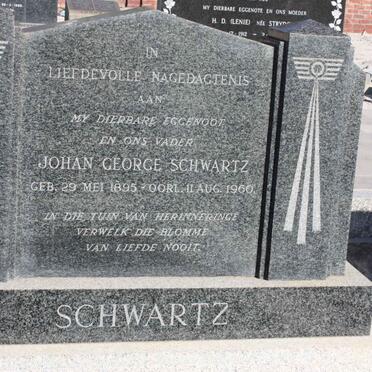 MY DIERBARE EGGENOTE EN ONS MOEDER
H. D. (LENIE)
IN
LIEFDEVOLLE NAGEDAGTENIS
AAN
MY DIERBARE EGGENOOT
EN ONS VADER
JOHAN GEORGE SCHWARTZ
GEB. 29 MEI 1895 - OORL. 11 AUG. 1960.
IN DIE TUIN VAN HERINNERINGE
VERWELK DIE BLOMME
VAN LIEFDE NOOIT.
SCHWARTZ